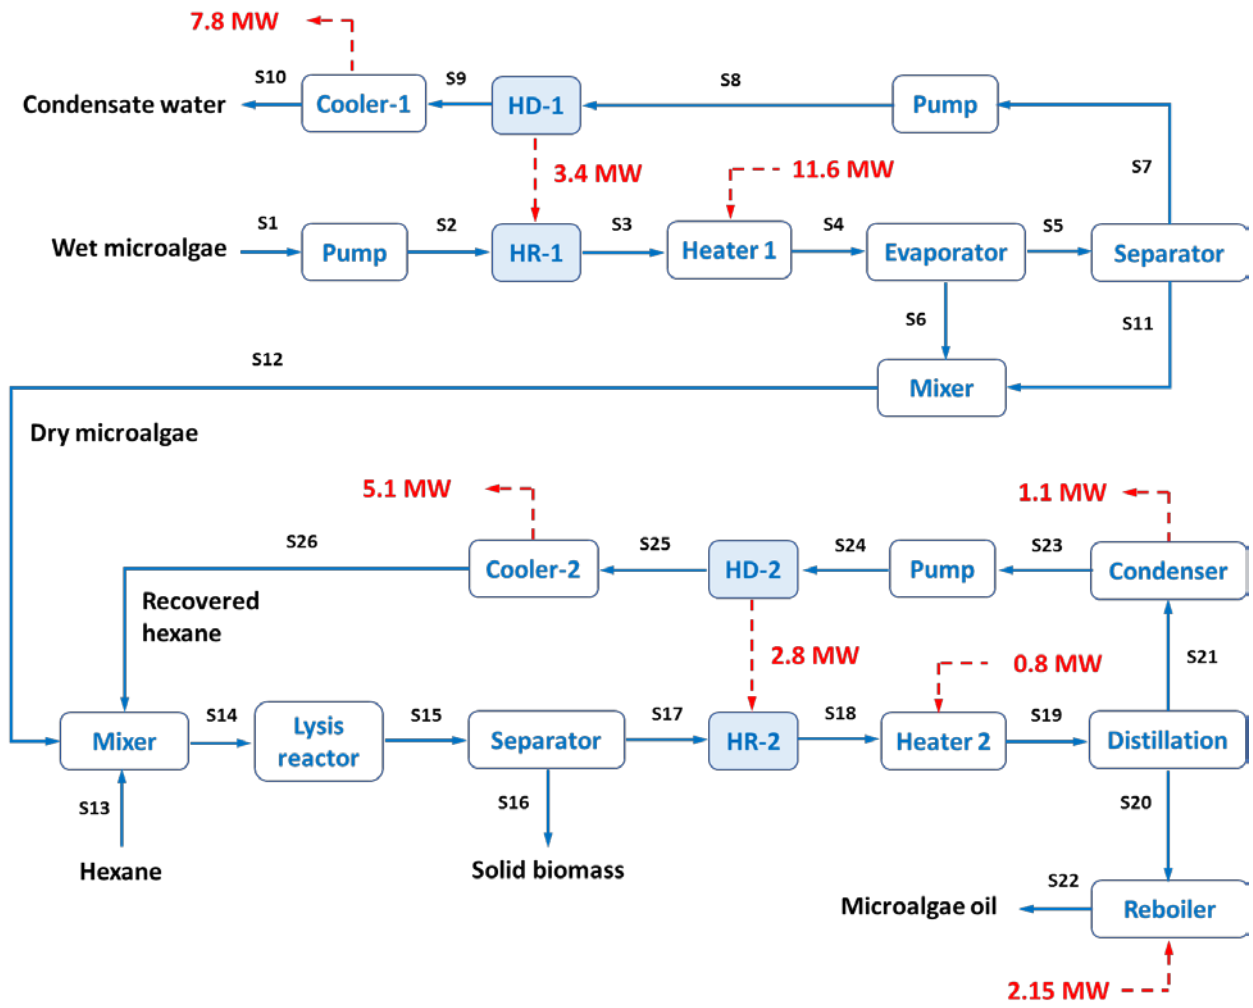 7.8 MW
S10
S9
S8
Condensate water
Cooler-1
HD-1
Pump
3.4 MW
11.6 MW
S7
S1
S2
S3
S4
S5
Wet microalgae
Pump
HR-1
Heater 1
Evaporator
Separator
S6
S11
S12
Mixer
Dry microalgae
5.1 MW
1.1 MW
S26
S25
S24
S23
Cooler-2
HD-2
Pump
Condenser
Recovered
hexane
2.8 MW
0.8 MW
S21
S14
S15
S17
S18
S19
Mixer
Lysis
reactor
Separator
HR-2
Heater 2
Distillation
S13
S16
S20
Hexane
Solid biomass
S22
Microalgae oil
Reboiler
2.15 MW